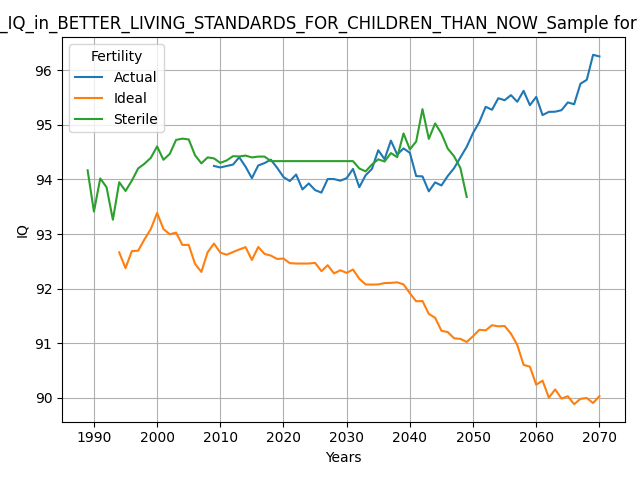 _IQ_in_BETTER_LIVING_STANDARDS_FOR_CHILDREN_THAN_NOW_Sample for
Fertility
Actual
Ideal
Sterile
96
95
94
93
92
91
90
IQ
1990 2000 2010 2020 2030 2040 2050 2060 2070
Years